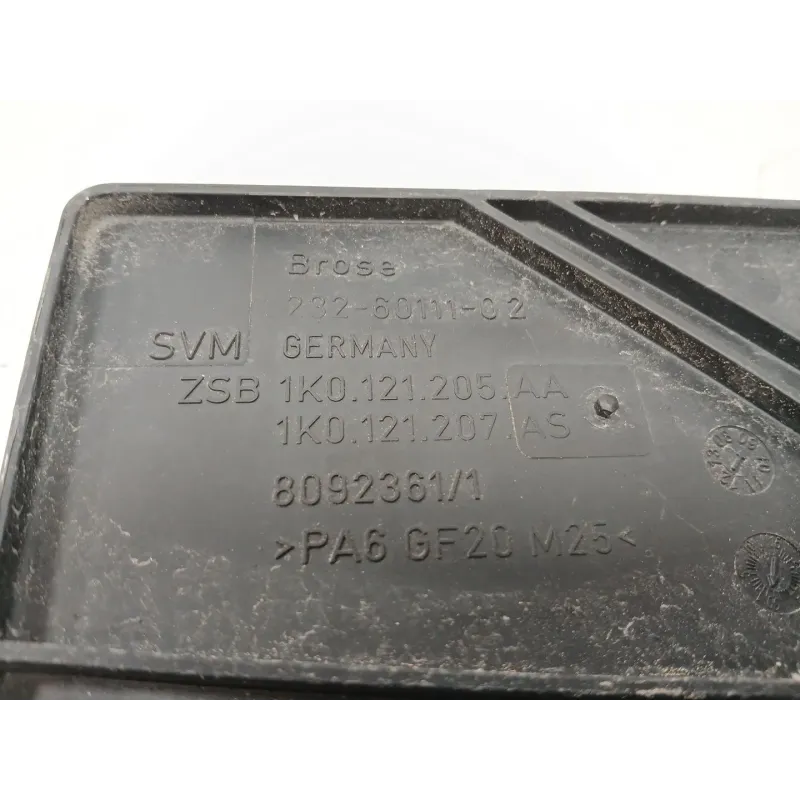 Brose
232-60111-02
SVM GERMANY
ZSB 1K0.121.205.AA
1K0.121.207.AS
8092361/1
>PA6 GF20 M25<